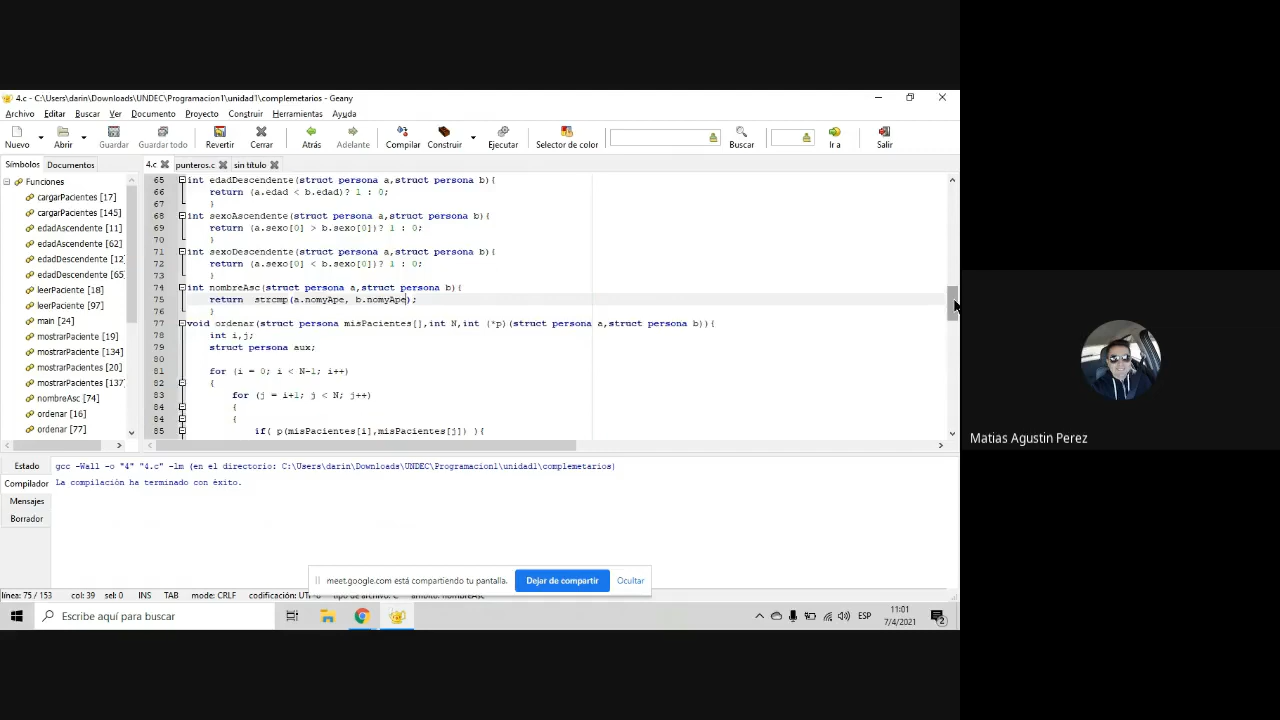 4.c - C:\Users\darin\Downloads\UNDEC\Programacion1\unidad1\complemetarios - Geany
Archivo Editar Buscar Ver Documento Proyecto Construir Herramientas Ayuda
Nuevo Abrir Guardar Guardar todo Revertir Cerrar Atrás Adelante Compilar Construir Ejecutar Selector de color Buscar Ir a Salir
Símbolos Documentos 4.c punteros.c sin título
Funciones
cargarPacientes [17]
cargarPacientes [145]
edadAscendente [11]
edadAscendente [62]
edadDescendente [12]
edadDescendente [65]
leerPaciente [18]
leerPaciente [97]
main [24]
mostrarPaciente [19]
mostrarPaciente [134]
mostrarPacientes [20]
mostrarPacientes [137]
nombreAsc [74]
ordenar [16]
ordenar [77]
65 int edadDescendente(struct persona a,struct persona b){
66 return (a.edad < b.edad)? 1 : 0;
67 }
68 int sexoAscendente(struct persona a,struct persona b){
69 return (a.sexo[0] > b.sexo[0])? 1 : 0;
70 }
71 int sexoDescendente(struct persona a,struct persona b){
72 return (a.sexo[0] < b.sexo[0])? 1 : 0;
73 }
74 int nombreAsc(struct persona a,struct persona b){
75 return strcmp(a.nomyApe, b.nomyApe);
76 }
77 void ordenar(struct persona misPacientes[],int N,int (*p)(struct persona a,struct persona b)){
78 int i,j;
79 struct persona aux;
80
81 for (i = 0; i < N-1; i++)
82 {
83 for (j = i+1; j < N; j++)
84 {
84 {
85 if( p(misPacientes[i],misPacientes[j]) ){
Estado
Compilador
Mensajes
Borrador
gcc -Wall -o "4" "4.c" -lm (en el directorio: C:\Users\darin\Downloads\UNDEC\Programacion1\unidad1\complemetarios)
La compilación ha terminado con éxito.
meet.google.com está compartiendo tu pantalla. Dejar de compartir Ocultar
línea: 75 / 153 col: 39 sel: 0 INS TAB mode: CRLF
Escribe aquí para buscar
ESP
11:01
7/4/2021
2
Matias Agustin Perez